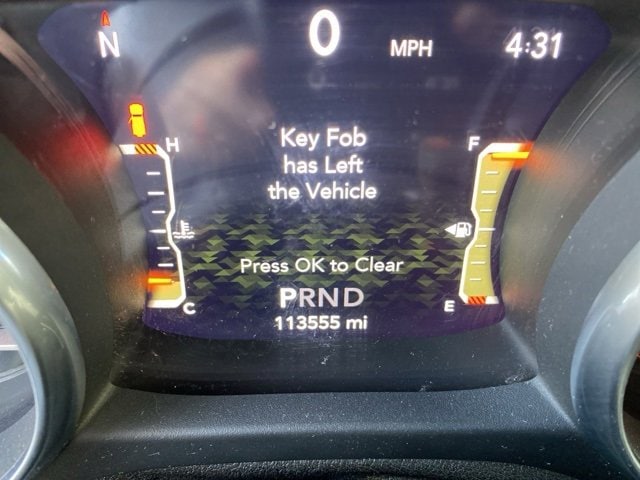 N 0 MPH 4:31
H F
Key Fob
has Left
the Vehicle
Press OK to Clear
C E
PRND
113555 mi